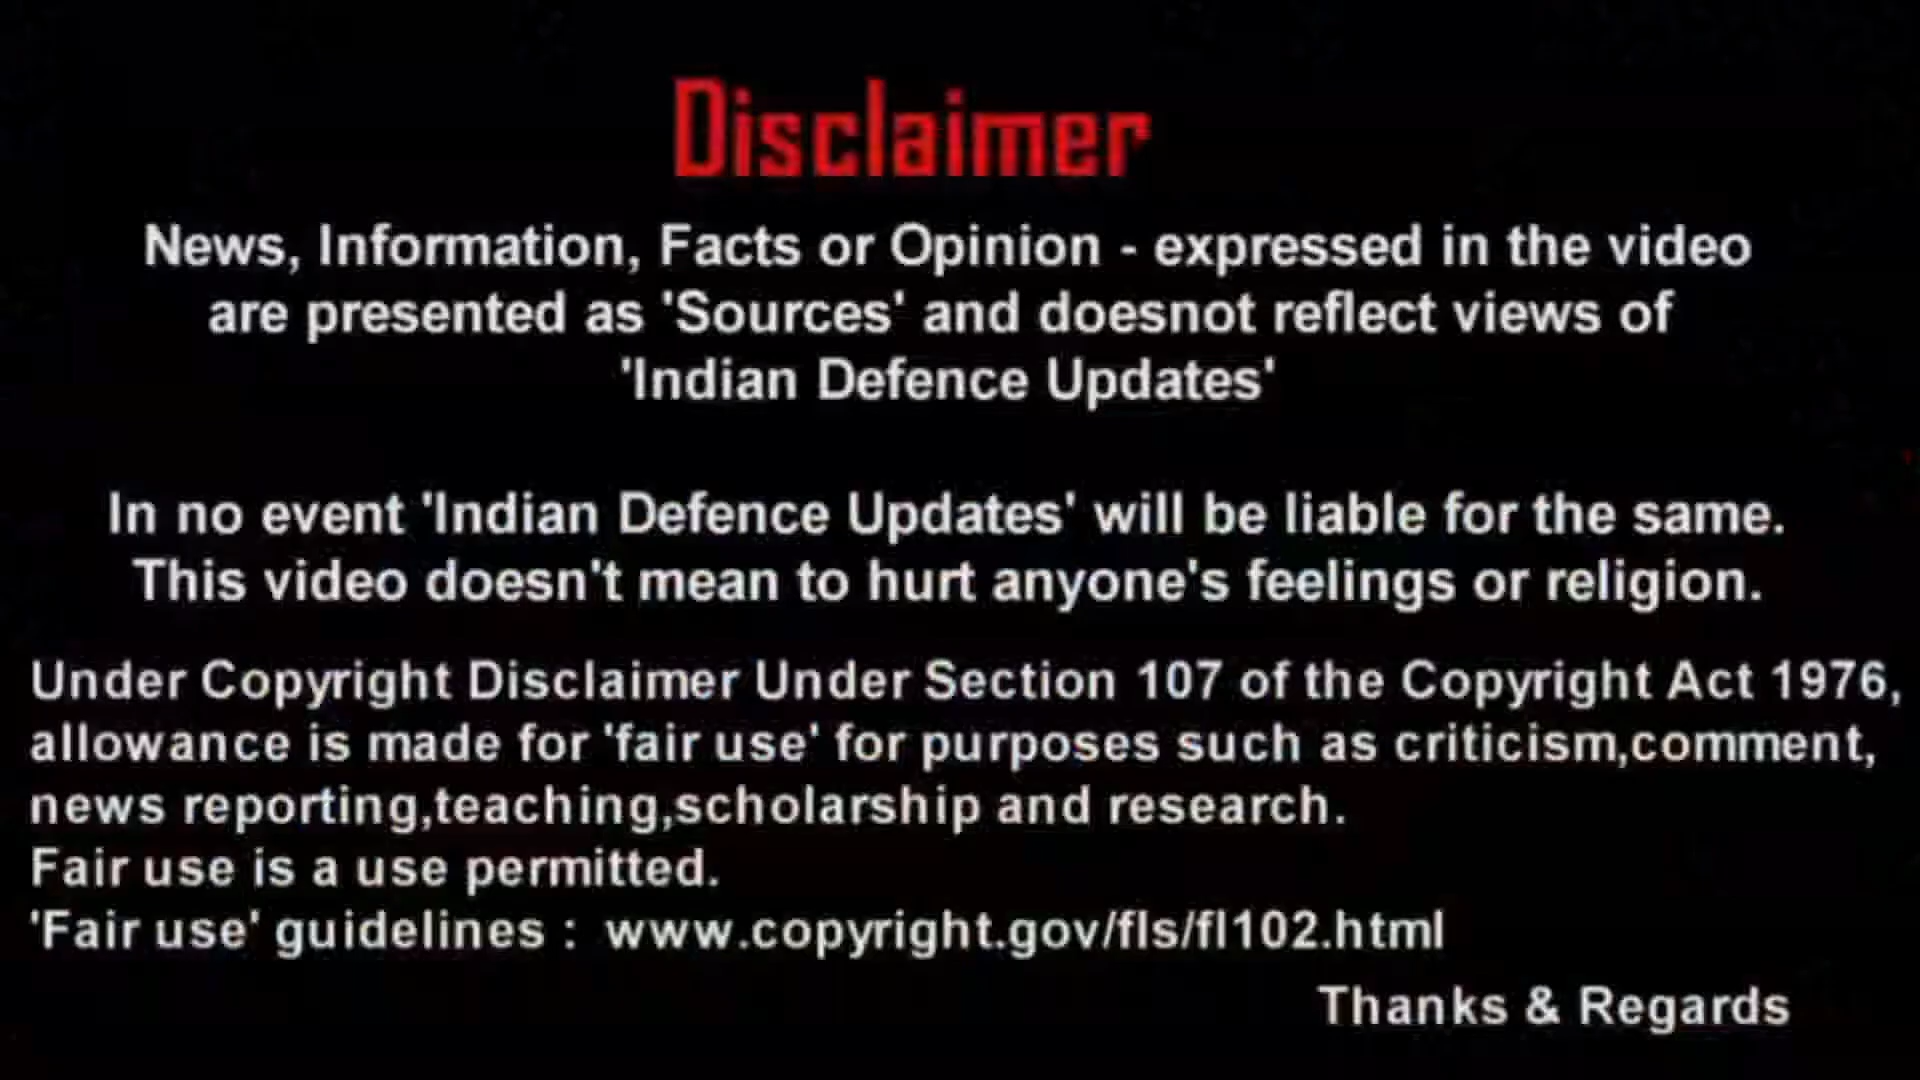 Disclaimer
News, Information, Facts or Opinion - expressed in the video
are presented as 'Sources' and doesnot reflect views of
'Indian Defence Updates'
In no event 'Indian Defence Updates' will be liable for the same.
This video doesn't mean to hurt anyone's feelings or religion.
Under Copyright Disclaimer Under Section 107 of the Copyright Act 1976,
allowance is made for 'fair use' for purposes such as criticism,comment,
news reporting,teaching,scholarship and research.
Fair use is a use permitted.
'Fair use' guidelines : www.copyright.gov/fls/fl102.html
Thanks & Regards